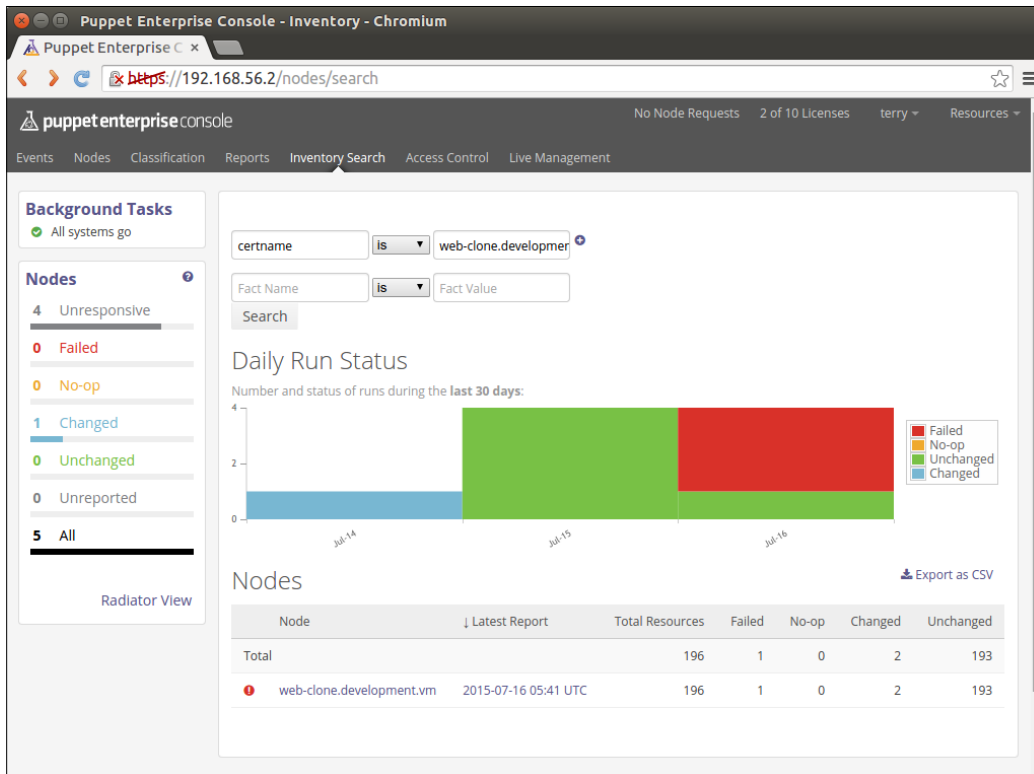 Puppet Enterprise Console - Inventory - Chromium
Puppet Enterprise C
https://192.168.56.2/nodes/search
puppet enterprise console
No Node Requests 2 of 10 Licenses terry Resources
Events Nodes Classification Reports Inventory Search Access Control Live Management
Background Tasks
All systems go
Nodes
4 Unresponsive
0 Failed
0 No-op
1 Changed
0 Unchanged
0 Unreported
5 All
Radiator View
certname is web-clone.developmer
Fact Name is Fact Value
Search
Daily Run Status
Number and status of runs during the last 30 days:
4
2
0
Jul-14 Jul-15 Jul-16
Failed
No-op
Unchanged
Changed
Nodes
Export as CSV
Node ↓ Latest Report Total Resources Failed No-op Changed Unchanged
Total 196 1 0 2 193
web-clone.development.vm 2015-07-16 05:41 UTC 196 1 0 2 193